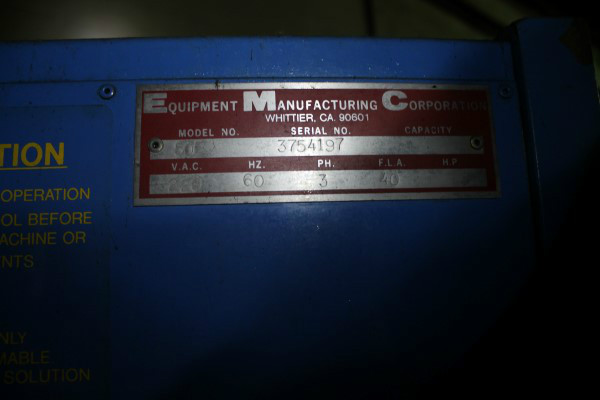 EQUIPMENT MANUFACTURING CORPORATION
WHITTIER, CA. 90601
MODEL NO. SERIAL NO. CAPACITY
3754197
V.A.C. HZ. PH. F.L.A. H.P.
60 3 40
TION
OPERATION
OL BEFORE
ACHINE OR
NTS
NLY
MABLE
SOLUTION